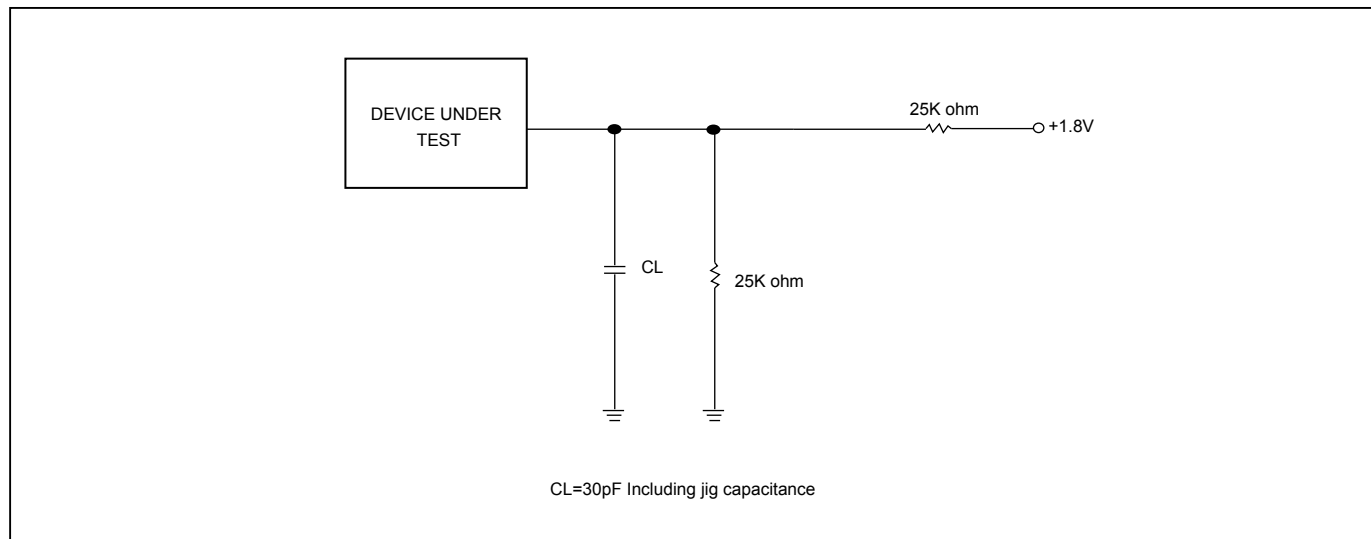 DEVICE UNDER
TEST
25K ohm
+1.8V
CL
25K ohm
CL=30pF Including jig capacitance